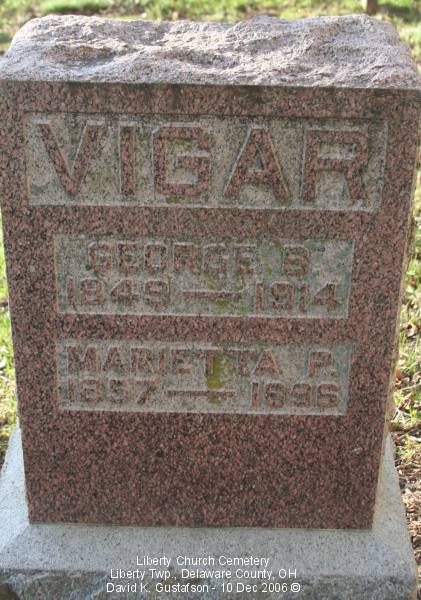 VIGAR
GEORGE B.
1849 — 1914
MARIETTA P.
1857 — 1896
Liberty Church Cemetery
Liberty Twp., Delaware County, OH
David K. Gustafson - 10 Dec 2006 ©